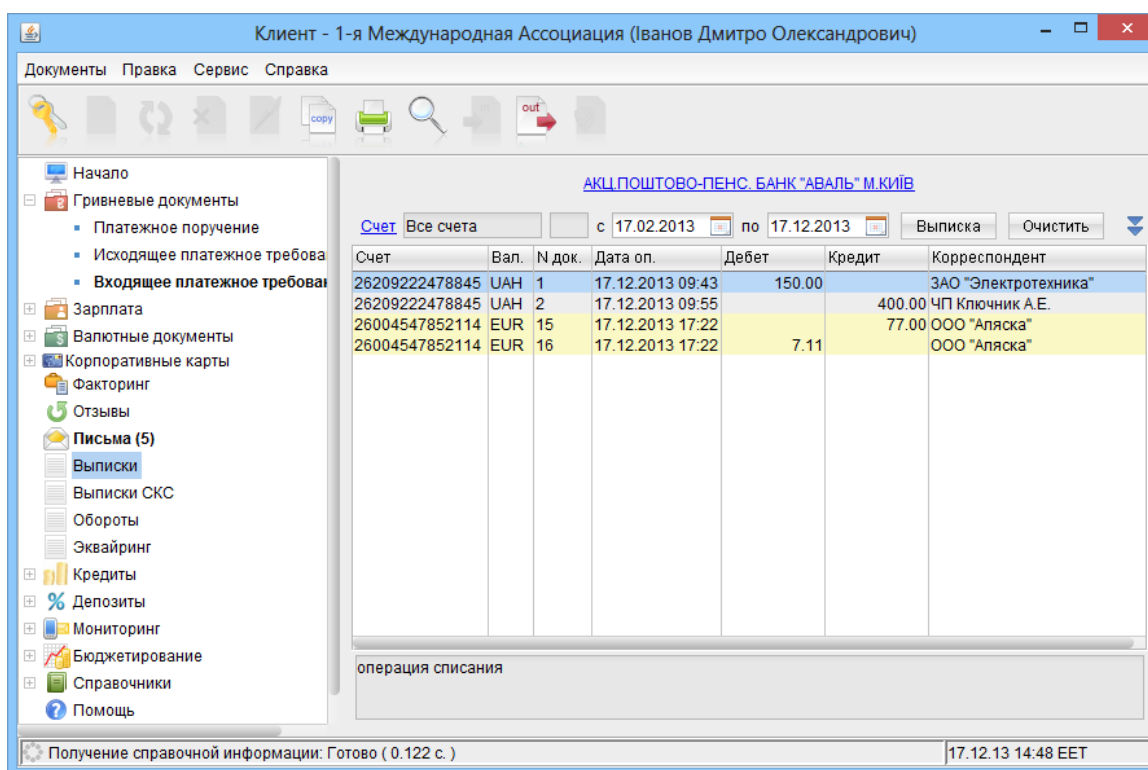 Клиент - 1-я Международная Ассоциация (Іванов Дмитро Олександрович)
Документы Правка Сервис Справка
copy out
Начало
Гривневые документы
Платежное поручение
Исходящее платежное требова
Входящее платежное требован
Зарплата
Валютные документы
Корпоративные карты
Факторинг
Отзывы
Письма (5)
Выписки
Выписки СКС
Обороты
Эквайринг
Кредиты
Депозиты
Мониторинг
Бюджетирование
Справочники
Помощь
АКЦ.ПОШТОВО-ПЕНС. БАНК "АВАЛЬ" М.КИЇВ
Счет Все счета с 17.02.2013 по 17.12.2013 Выписка Очистить
Счет Вал. N док. Дата оп. Дебет Кредит Корреспондент
26209222478845 UAH 1 17.12.2013 09:43 150.00 ЗАО "Электротехника"
26209222478845 UAH 2 17.12.2013 09:55 400.00 ЧП Ключник А.Е.
26004547852114 EUR 15 17.12.2013 17:22 77.00 ООО "Аляска"
26004547852114 EUR 16 17.12.2013 17:22 7.11 ООО "Аляска"
операция списания
Получение справочной информации: Готово ( 0.122 с. )
17.12.13 14:48 EET